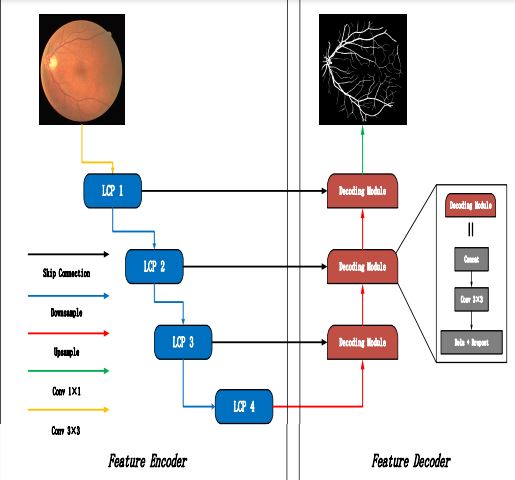 LCP 1
Decoding Module
Decoding Module
LCP 2
Decoding Module
Concat
Skip Connection
Conv 3×3
Downsample
Upsample
LCP 3
Decoding Module
Relu + Dropout
Conv 1×1
LCP 4
Conv 3×3
Feature Encoder
Feature Decoder